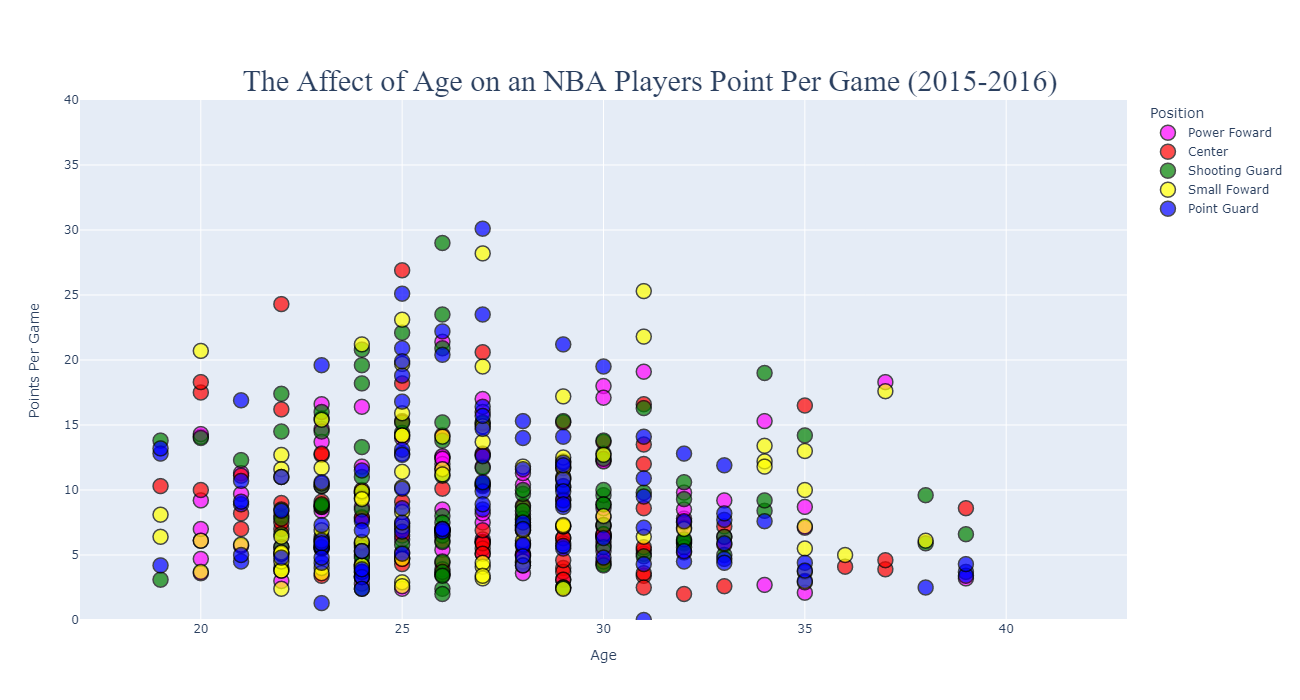 The Affect of Age on an NBA Players Point Per Game (2015-2016)
Position
Power Foward
Center
Shooting Guard
Small Foward
Point Guard
Points Per Game
40
35
30
25
20
15
10
5
0
20 25 30 35 40
Age